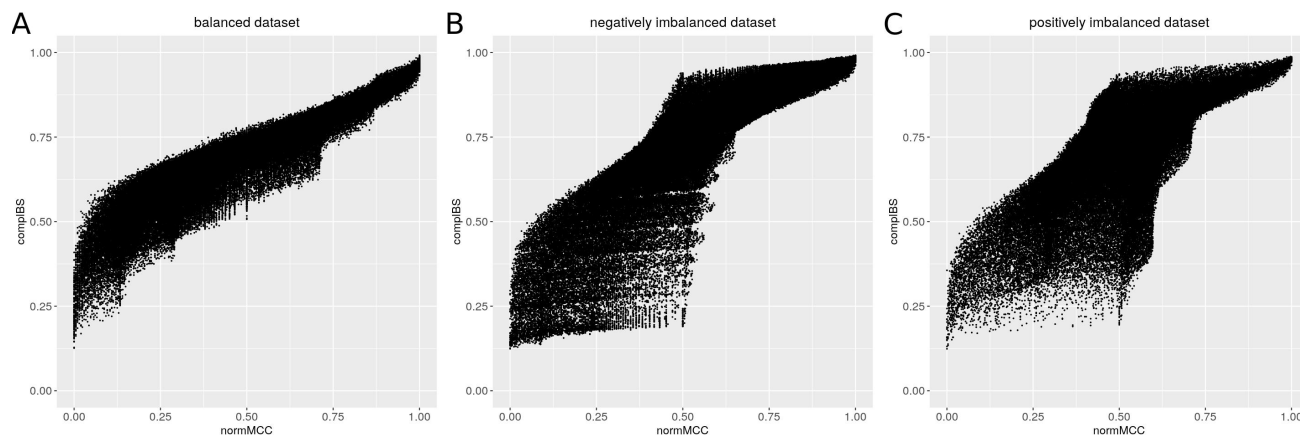 A
balanced dataset
1.00
0.75
0.50
0.25
0.00
complBS
0.00 0.25 0.50 0.75 1.00
normMCC
B
negatively imbalanced dataset
1.00
0.75
0.50
0.25
0.00
complBS
0.00 0.25 0.50 0.75 1.00
normMCC
C
positively imbalanced dataset
1.00
0.75
0.50
0.25
0.00
complBS
0.00 0.25 0.50 0.75 1.00
normMCC